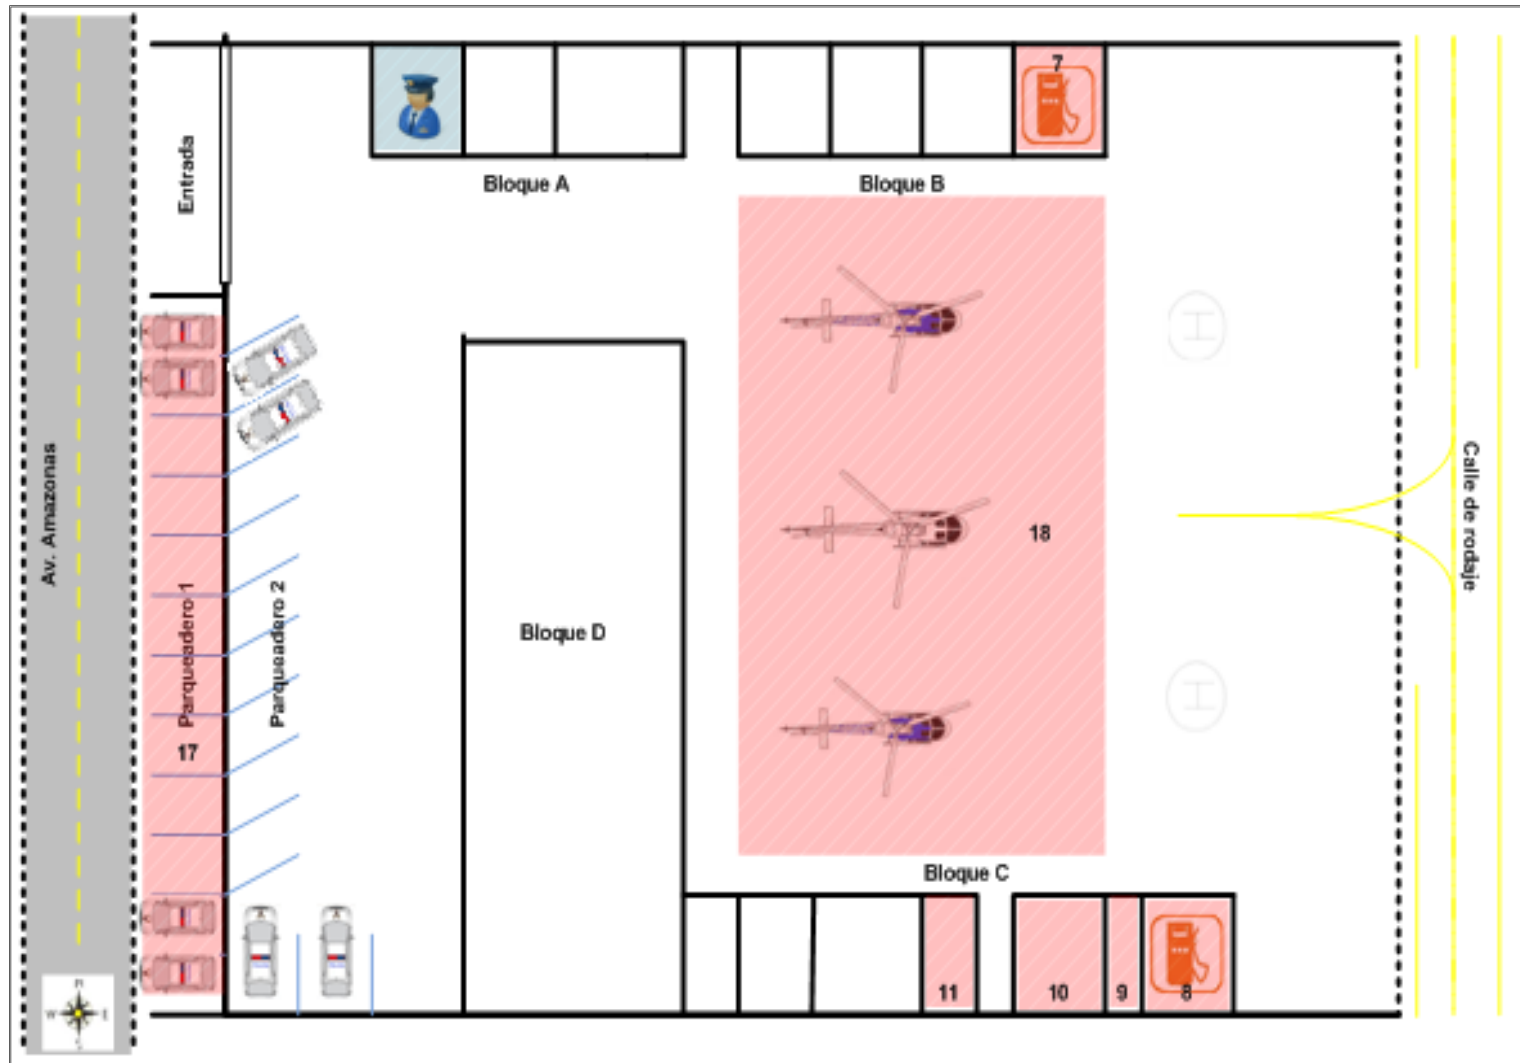 7
Entrada
Bloque A
Bloque B
H
Av. Amazonas
Parqueadero 1
17
Parqueadero 2
Bloque D
18
Calle de rodaje
H
Bloque C
11
10
9
8
W
E